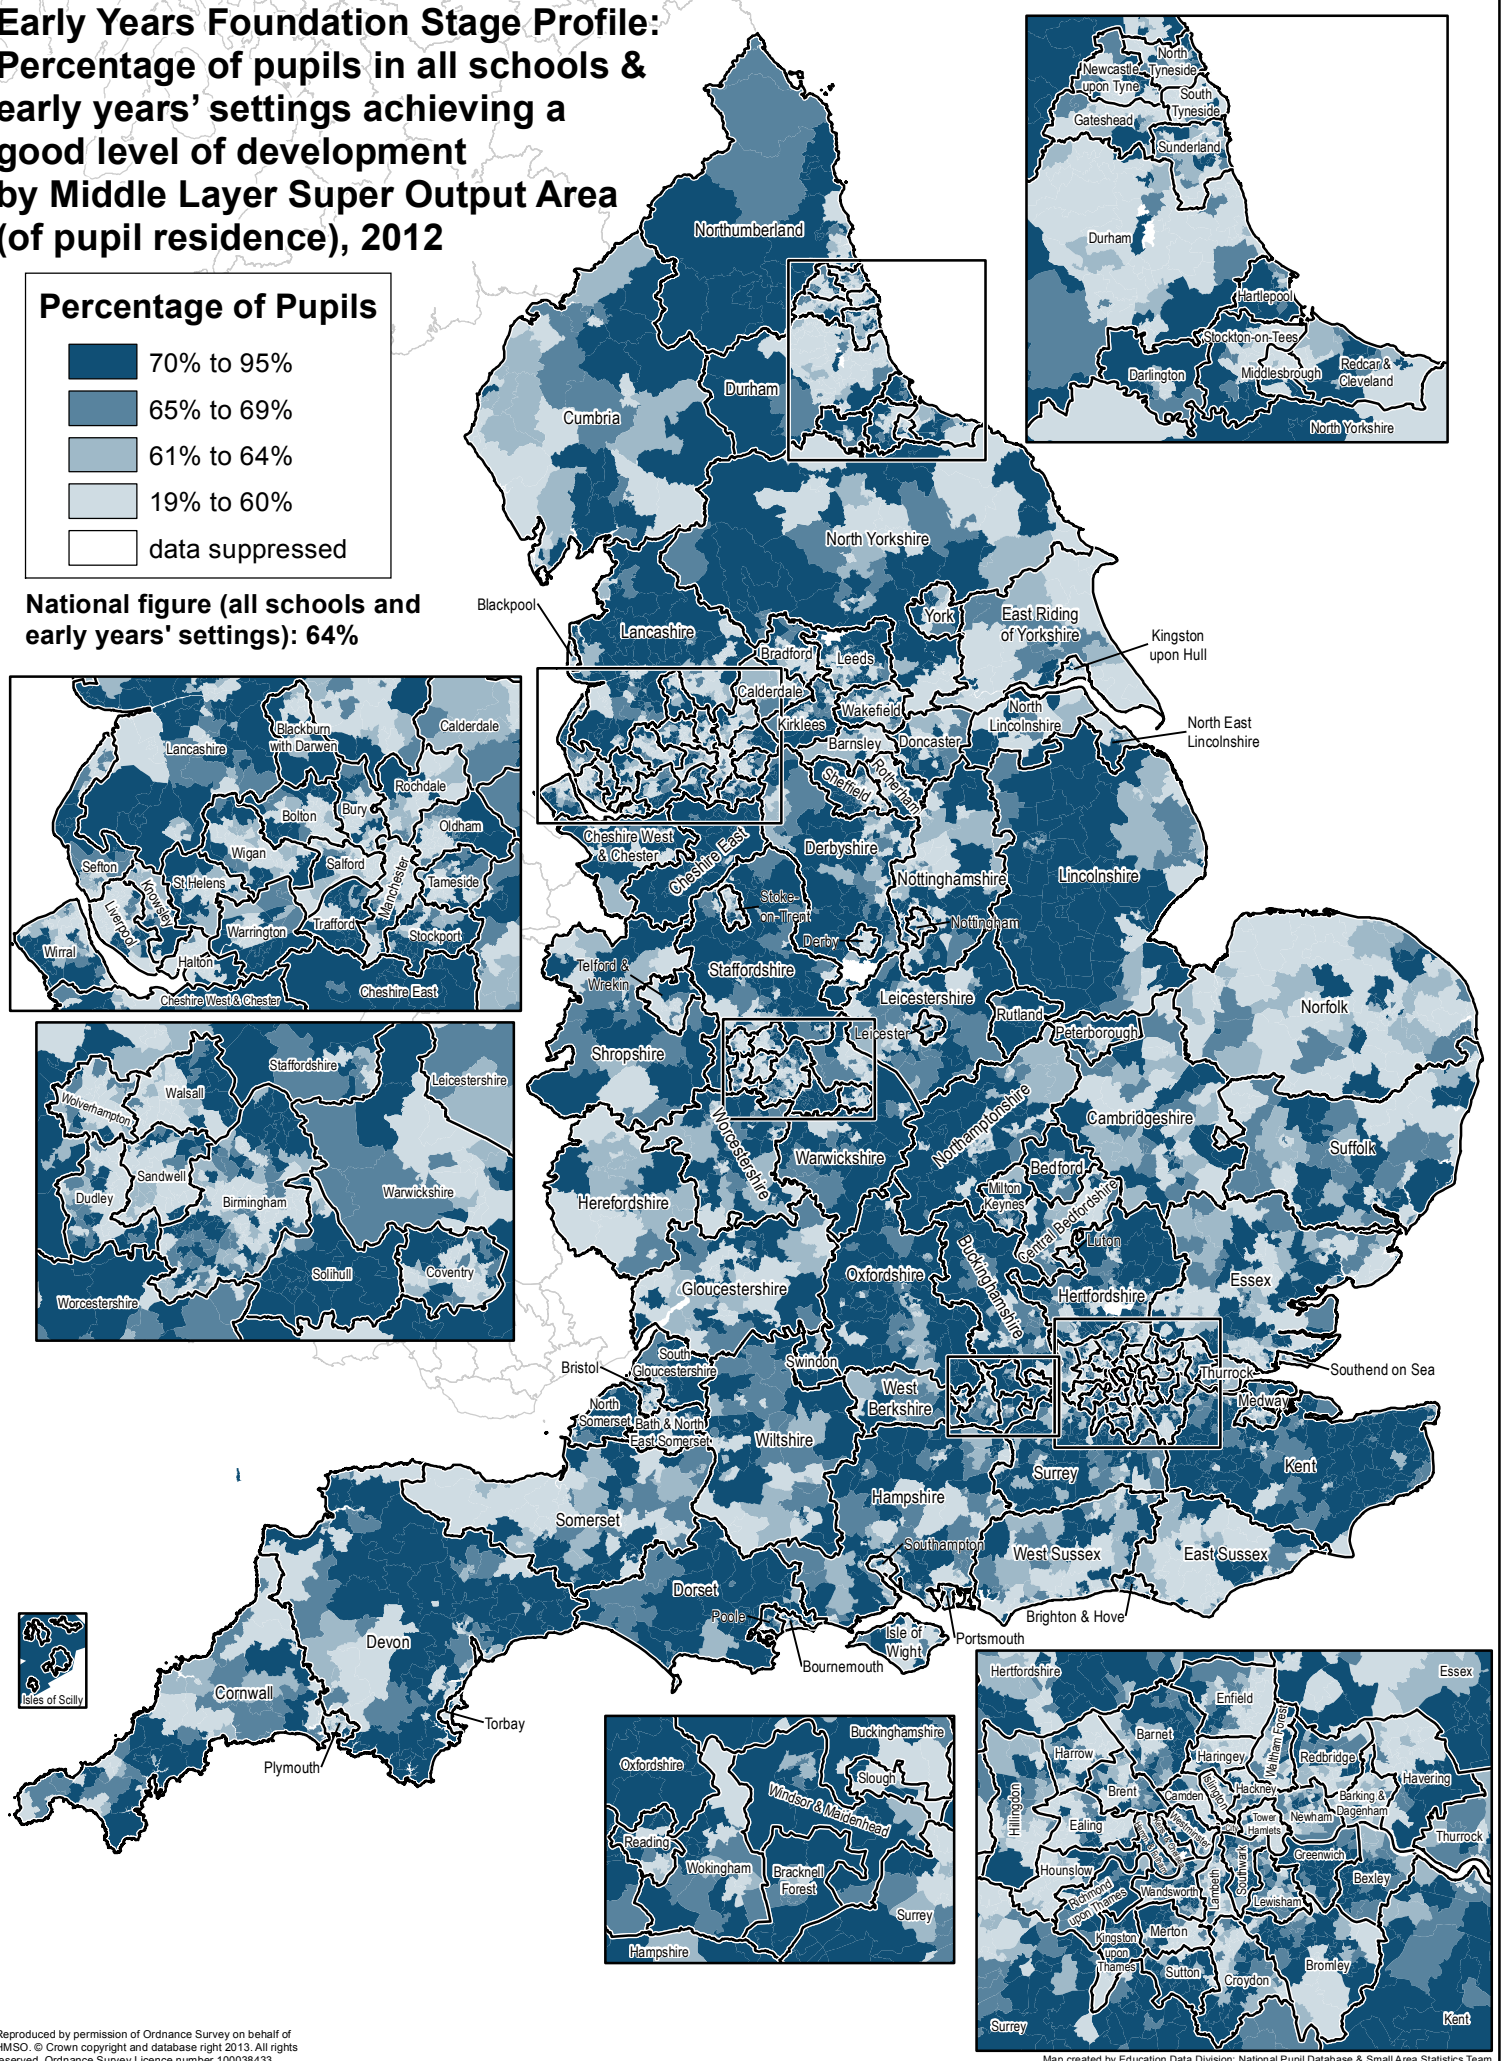 Early Years Foundation Stage Profile:
Percentage of pupils in all schools &
early years' settings achieving a
good level of development
by Middle Layer Super Output Area
(of pupil residence), 2012
Percentage of Pupils
70% to 95%
65% to 69%
61% to 64%
19% to 60%
data suppressed
National figure (all schools and
early years' settings): 64%
North
Tyneside
Newcastle
upon Tyne
South
Tyneside
Gateshead
Sunderland
Durham
Hartlepool
Stockton-on-Tees
Darlington
Middlesbrough
Redcar &
Cleveland
North Yorkshire
Northumberland
Durham
Cumbria
North Yorkshire
Blackpool
Lancashire
York
East Riding
of Yorkshire
Kingston
upon Hull
Bradford
Leeds
Calderdale
Kirklees
Wakefield
North
Lincolnshire
North East
Lincolnshire
Barnsley
Doncaster
Sheffield
Rotherham
Cheshire West
& Chester
Cheshire East
Derbyshire
Nottinghamshire
Lincolnshire
Stoke-
on-Trent
Nottingham
Derby
Telford &
Wrekin
Staffordshire
Leicestershire
Rutland
Norfolk
Leicester
Peterborough
Shropshire
Worcestershire
Warwickshire
Northamptonshire
Cambridgeshire
Suffolk
Herefordshire
Bedford
Milton
Keynes
Central Bedfordshire
Luton
Buckinghamshire
Oxfordshire
Gloucestershire
Hertfordshire
Essex
Bristol
South
Gloucestershire
Swindon
Thurrock
Southend on Sea
North
Somerset
Bath & North
East Somerset
West
Berkshire
Medway
Wiltshire
Surrey
Kent
Hampshire
Somerset
Southampton
West Sussex
East Sussex
Dorset
Poole
Brighton & Hove
Devon
Isle of
Wight
Portsmouth
Bournemouth
Cornwall
Torbay
Plymouth
Isles of Scilly
Lancashire
Blackburn
with Darwen
Calderdale
Rochdale
Bolton
Bury
Oldham
Sefton
Wigan
Salford
Manchester
Tameside
St Helens
Knowsley
Liverpool
Trafford
Warrington
Stockport
Wirral
Halton
Cheshire West & Chester
Cheshire East
Staffordshire
Leicestershire
Walsall
Wolverhampton
Sandwell
Dudley
Birmingham
Warwickshire
Solihull
Coventry
Worcestershire
Buckinghamshire
Oxfordshire
Slough
Windsor & Maidenhead
Reading
Wokingham
Bracknell
Forest
Surrey
Hampshire
Hertfordshire
Essex
Enfield
Barnet
Harrow
Haringey
Waltham Forest
Redbridge
Havering
Hillingdon
Brent
Camden
Islington
Hackney
Barking &
Dagenham
Ealing
Westminster
Tower
Hamlets
Newham
Thurrock
Hounslow
Greenwich
Richmond
upon Thames
Wandsworth
Lambeth
Southwark
Lewisham
Bexley
Kingston
upon
Thames
Merton
Sutton
Croydon
Bromley
Surrey
Kent
Reproduced by permission of Ordnance Survey on behalf of
HMSO. © Crown copyright and database right 2013. All rights
reserved. Ordnance Survey Licence number 100038433
Map created by Education Data Division: National Pupil Database & Small Area Statistics Team